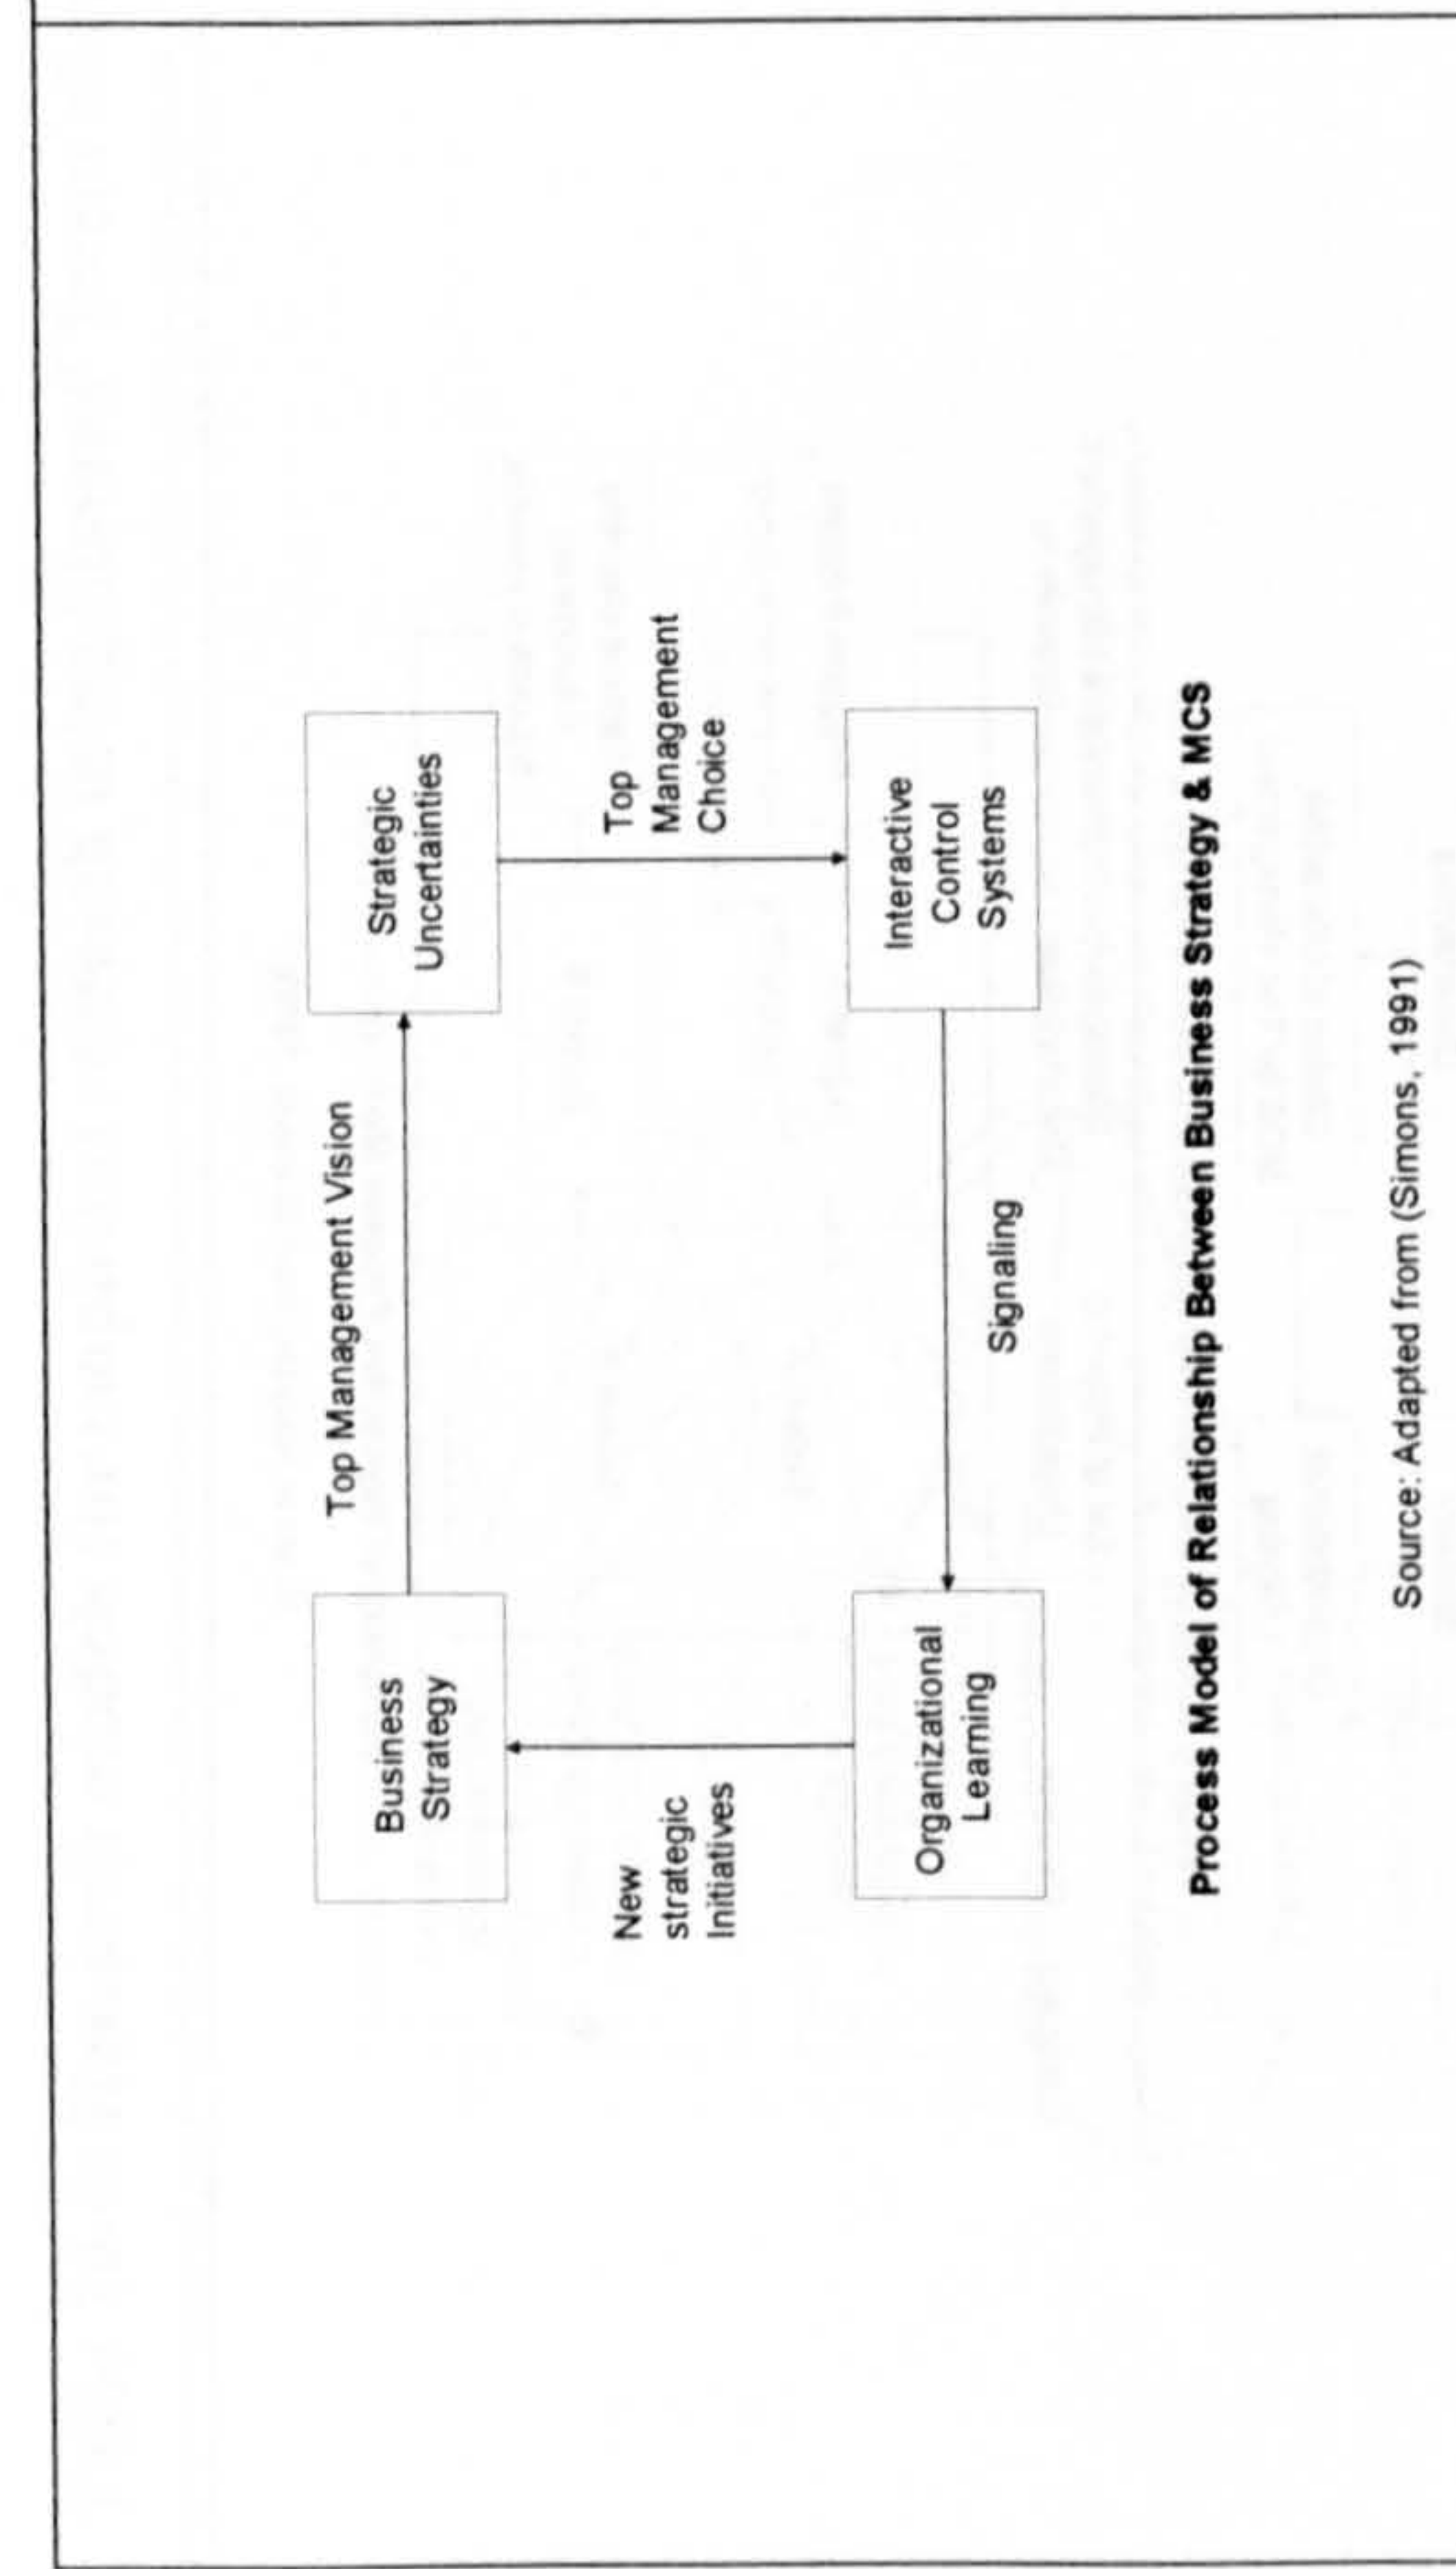 Top Management Vision
Business
Strategy
Strategic
Uncertainties
New
strategic
Initiatives
Top
Management
Choice
Organizational
Learning
Interactive
Control
Systems
Signaling
Process Model of Relationship Between Business Strategy & MCS
Source: Adapted from (Simons, 1991)